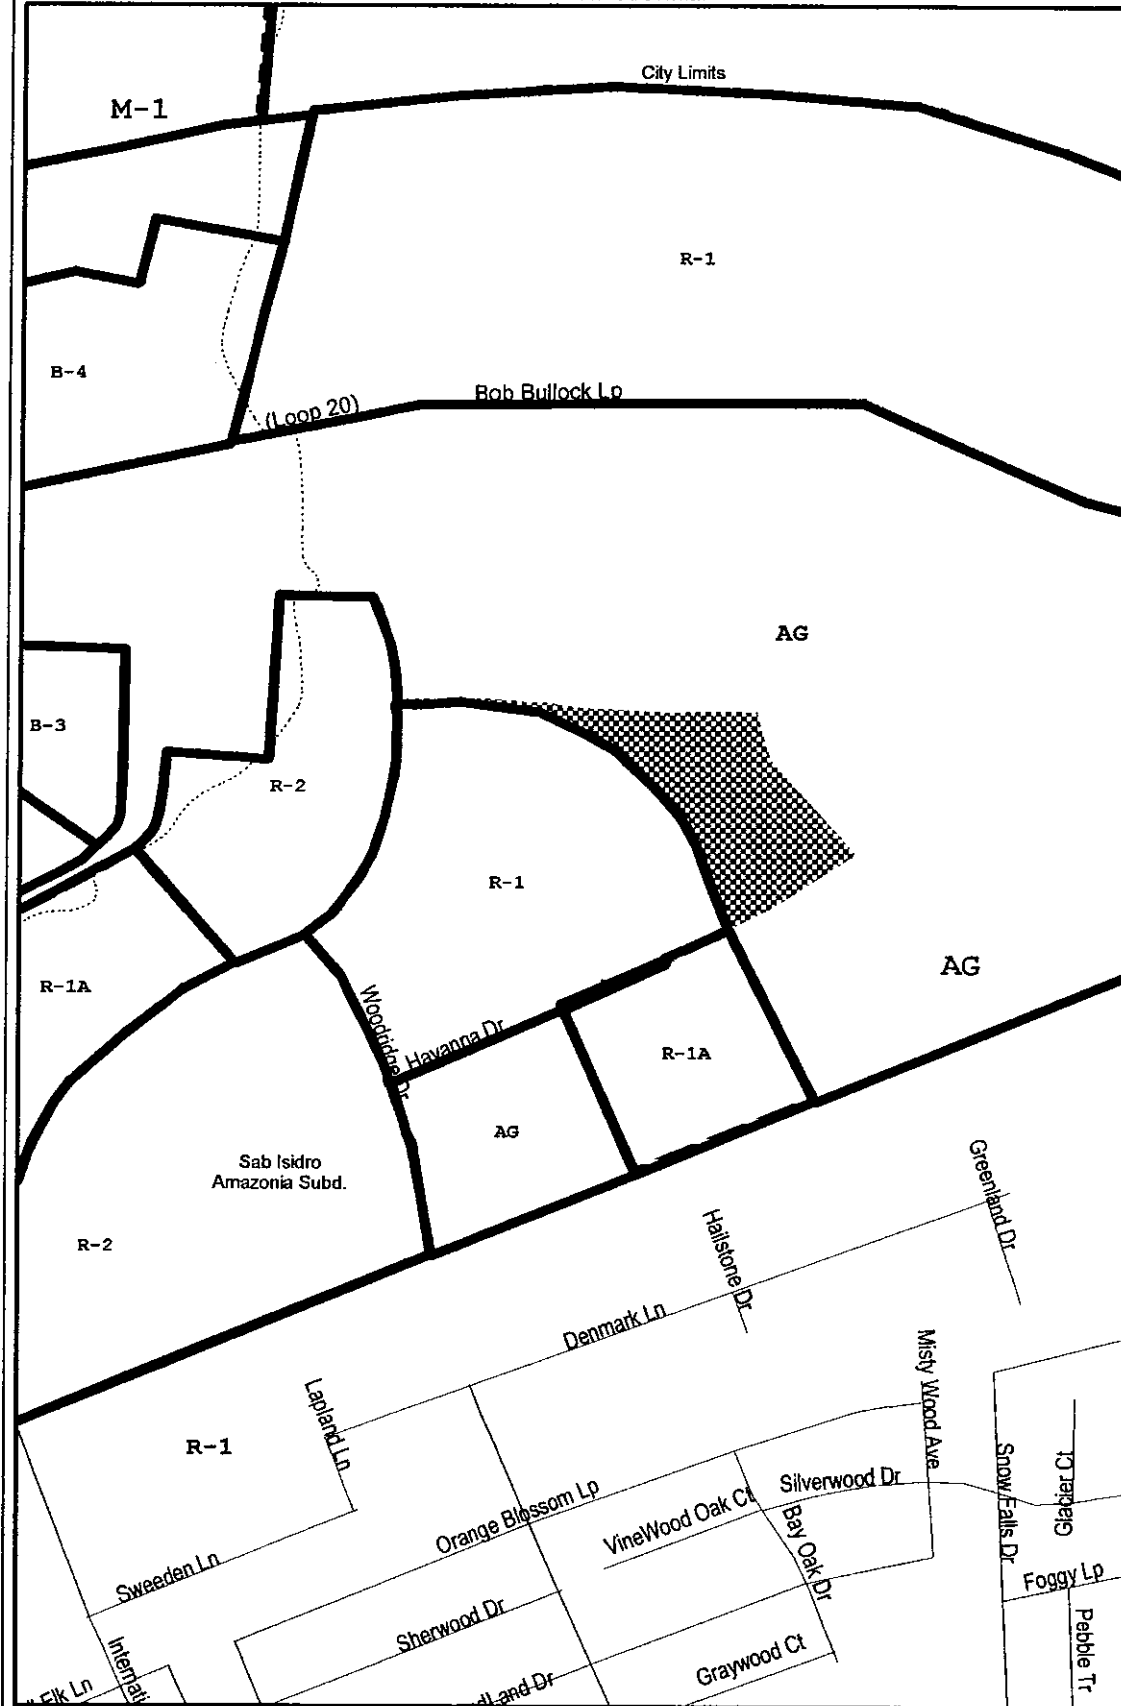 City Limits
M-1
R-1
B-4
Bob Bullock Lp
(Loop 20)
AG
B-3
R-2
R-1
AG
R-1A
Woodridge Dr
Havanna Dr
R-1A
AG
Sab Isidro
Amazonia Subd.
Greenland Dr
Hailstone Dr
R-2
Denmark Ln
Misty Wood Ave
Lapland Ln
R-1
Snow Falls Dr
Glacier Ct
Silverwood Dr
Orange Blossom Lp
VineWood Oak Ct
Bay Oak Dr
Sweeden Ln
Foggy Lp
Sherwood Dr
Pebble Tr
Graywood Ct
Internati
Elk Ln
dLand Dr